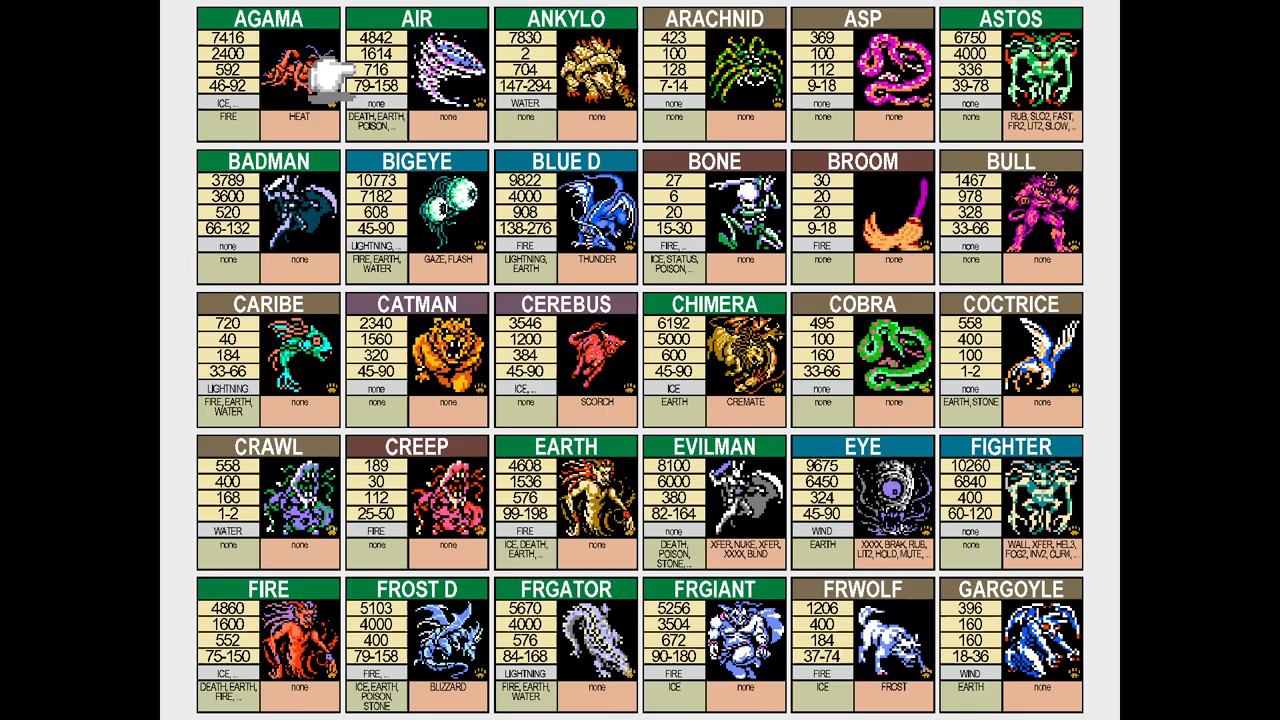 AGAMA AIR ANKYLO ARACHNID ASP ASTOS
7416 4842 7830 423 369 6750
2400 1614 2 100 100 4000
592 716 704 128 112 336
46-92 79-158 147-294 7-14 9-18 39-78
ICE, ... none WATER none none none
FIRE HEAT DEATH, EARTH, none none none none none none none none RUB, SLO2, FAST,
POISON, ... FIR2, LIT2, SLOW, ..
BADMAN BIGEYE BLUE D BONE BROOM BULL
3789 10773 9822 27 30 1467
3600 7182 4000 6 20 978
520 608 908 20 20 328
66-132 45-90 138-276 15-30 9-18 33-66
none LIGHTNING, ... FIRE FIRE, ... FIRE none
none none FIRE, EARTH, GAZE, FLASH LIGHTNING, THUNDER ICE, STATUS, none none none none none
WATER EARTH POISON, ...
CARIBE CATMAN CEREBUS CHIMERA COBRA COCTRICE
720 2340 3546 6192 495 558
40 1560 1200 5000 100 400
184 320 384 600 160 100
33-66 45-90 45-90 45-90 33-66 1-2
LIGHTNING none ICE, ... ICE none none
FIRE, EARTH, none none none none SCORCH EARTH CREMATE none none EARTH, STONE none
WATER
CRAWL CREEP EARTH EVILMAN EYE FIGHTER
558 189 4608 8100 9675 10260
400 30 1536 6000 6450 6840
168 112 576 380 324 400
1-2 25-50 99-198 82-164 45-90 60-120
WATER FIRE FIRE none WIND none
none none none none ICE, DEATH, none DEATH, XFER, NUKE, XFER, EARTH XXXX, BRAK, RUB, none WALL, XFER, HEL3,
EARTH, ... POISON, XXXX, BLND LIT2, HOLD, MUTE, ... FOG2, INV2, CUR4, ...
STONE, ...
FIRE FROST D FRGATOR FRGIANT FRWOLF GARGOYLE
4860 5103 5670 5256 1206 396
1600 4000 4000 3504 400 160
552 400 576 672 184 160
75-150 79-158 84-168 90-180 37-74 18-36
ICE, ... FIRE, ... LIGHTNING FIRE FIRE WIND
DEATH, EARTH, none ICE, EARTH, BLIZZARD FIRE, EARTH, none ICE none ICE FROST EARTH none
FIRE, ... POISON, WATER
STONE